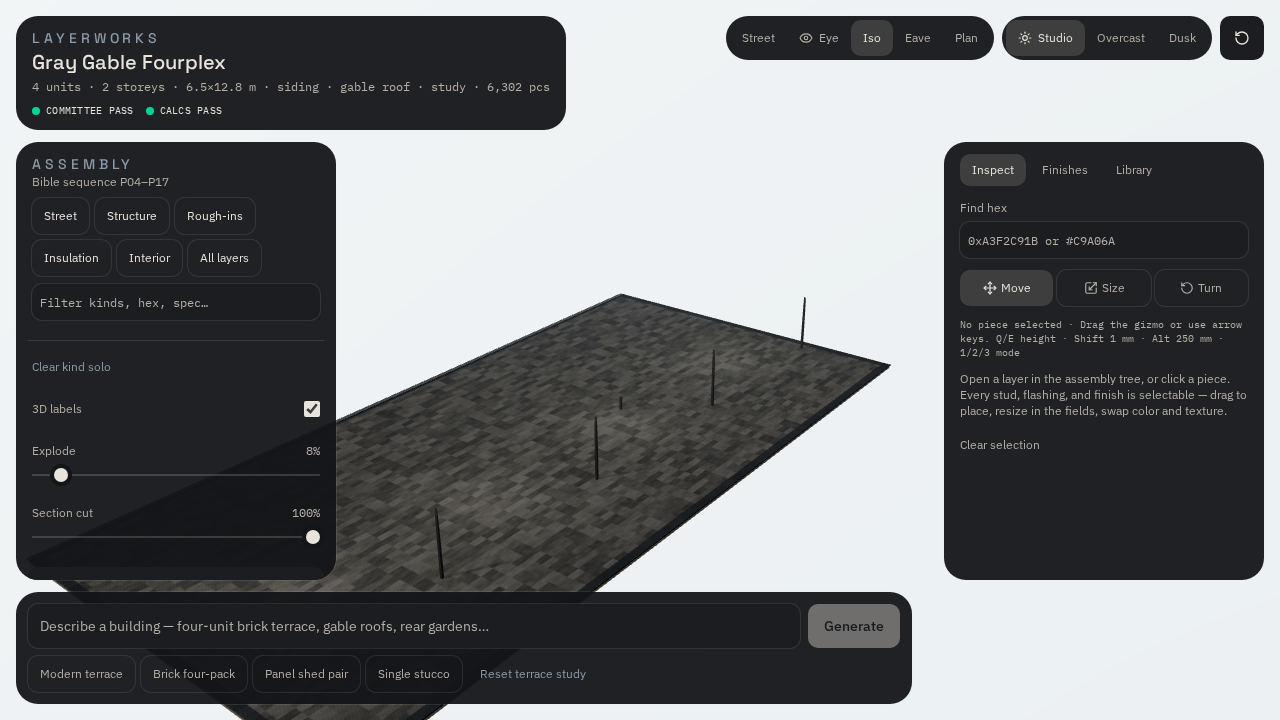 LAYERWORKS
Gray Gable Fourplex
4 units · 2 storeys · 6.5×12.8 m · siding · gable roof · study · 6,302 pcs
COMMITTEE PASS CALCS PASS
Street Eye Iso Eave Plan
Studio Overcast Dusk
ASSEMBLY
Bible sequence P04–P17
Street Structure Rough-ins
Insulation Interior All layers
Filter kinds, hex, spec…
Clear kind solo
3D labels
Explode 8%
Section cut 100%
Inspect Finishes Library
Find hex
0xA3F2C91B or #C9A06A
Move Size Turn
No piece selected · Drag the gizmo or use arrow
keys. Q/E height · Shift 1 mm · Alt 250 mm ·
1/2/3 mode
Open a layer in the assembly tree, or click a piece.
Every stud, flashing, and finish is selectable — drag to
place, resize in the fields, swap color and texture.
Clear selection
Describe a building — four-unit brick terrace, gable roofs, rear gardens…
Generate
Modern terrace Brick four-pack Panel shed pair Single stucco Reset terrace study